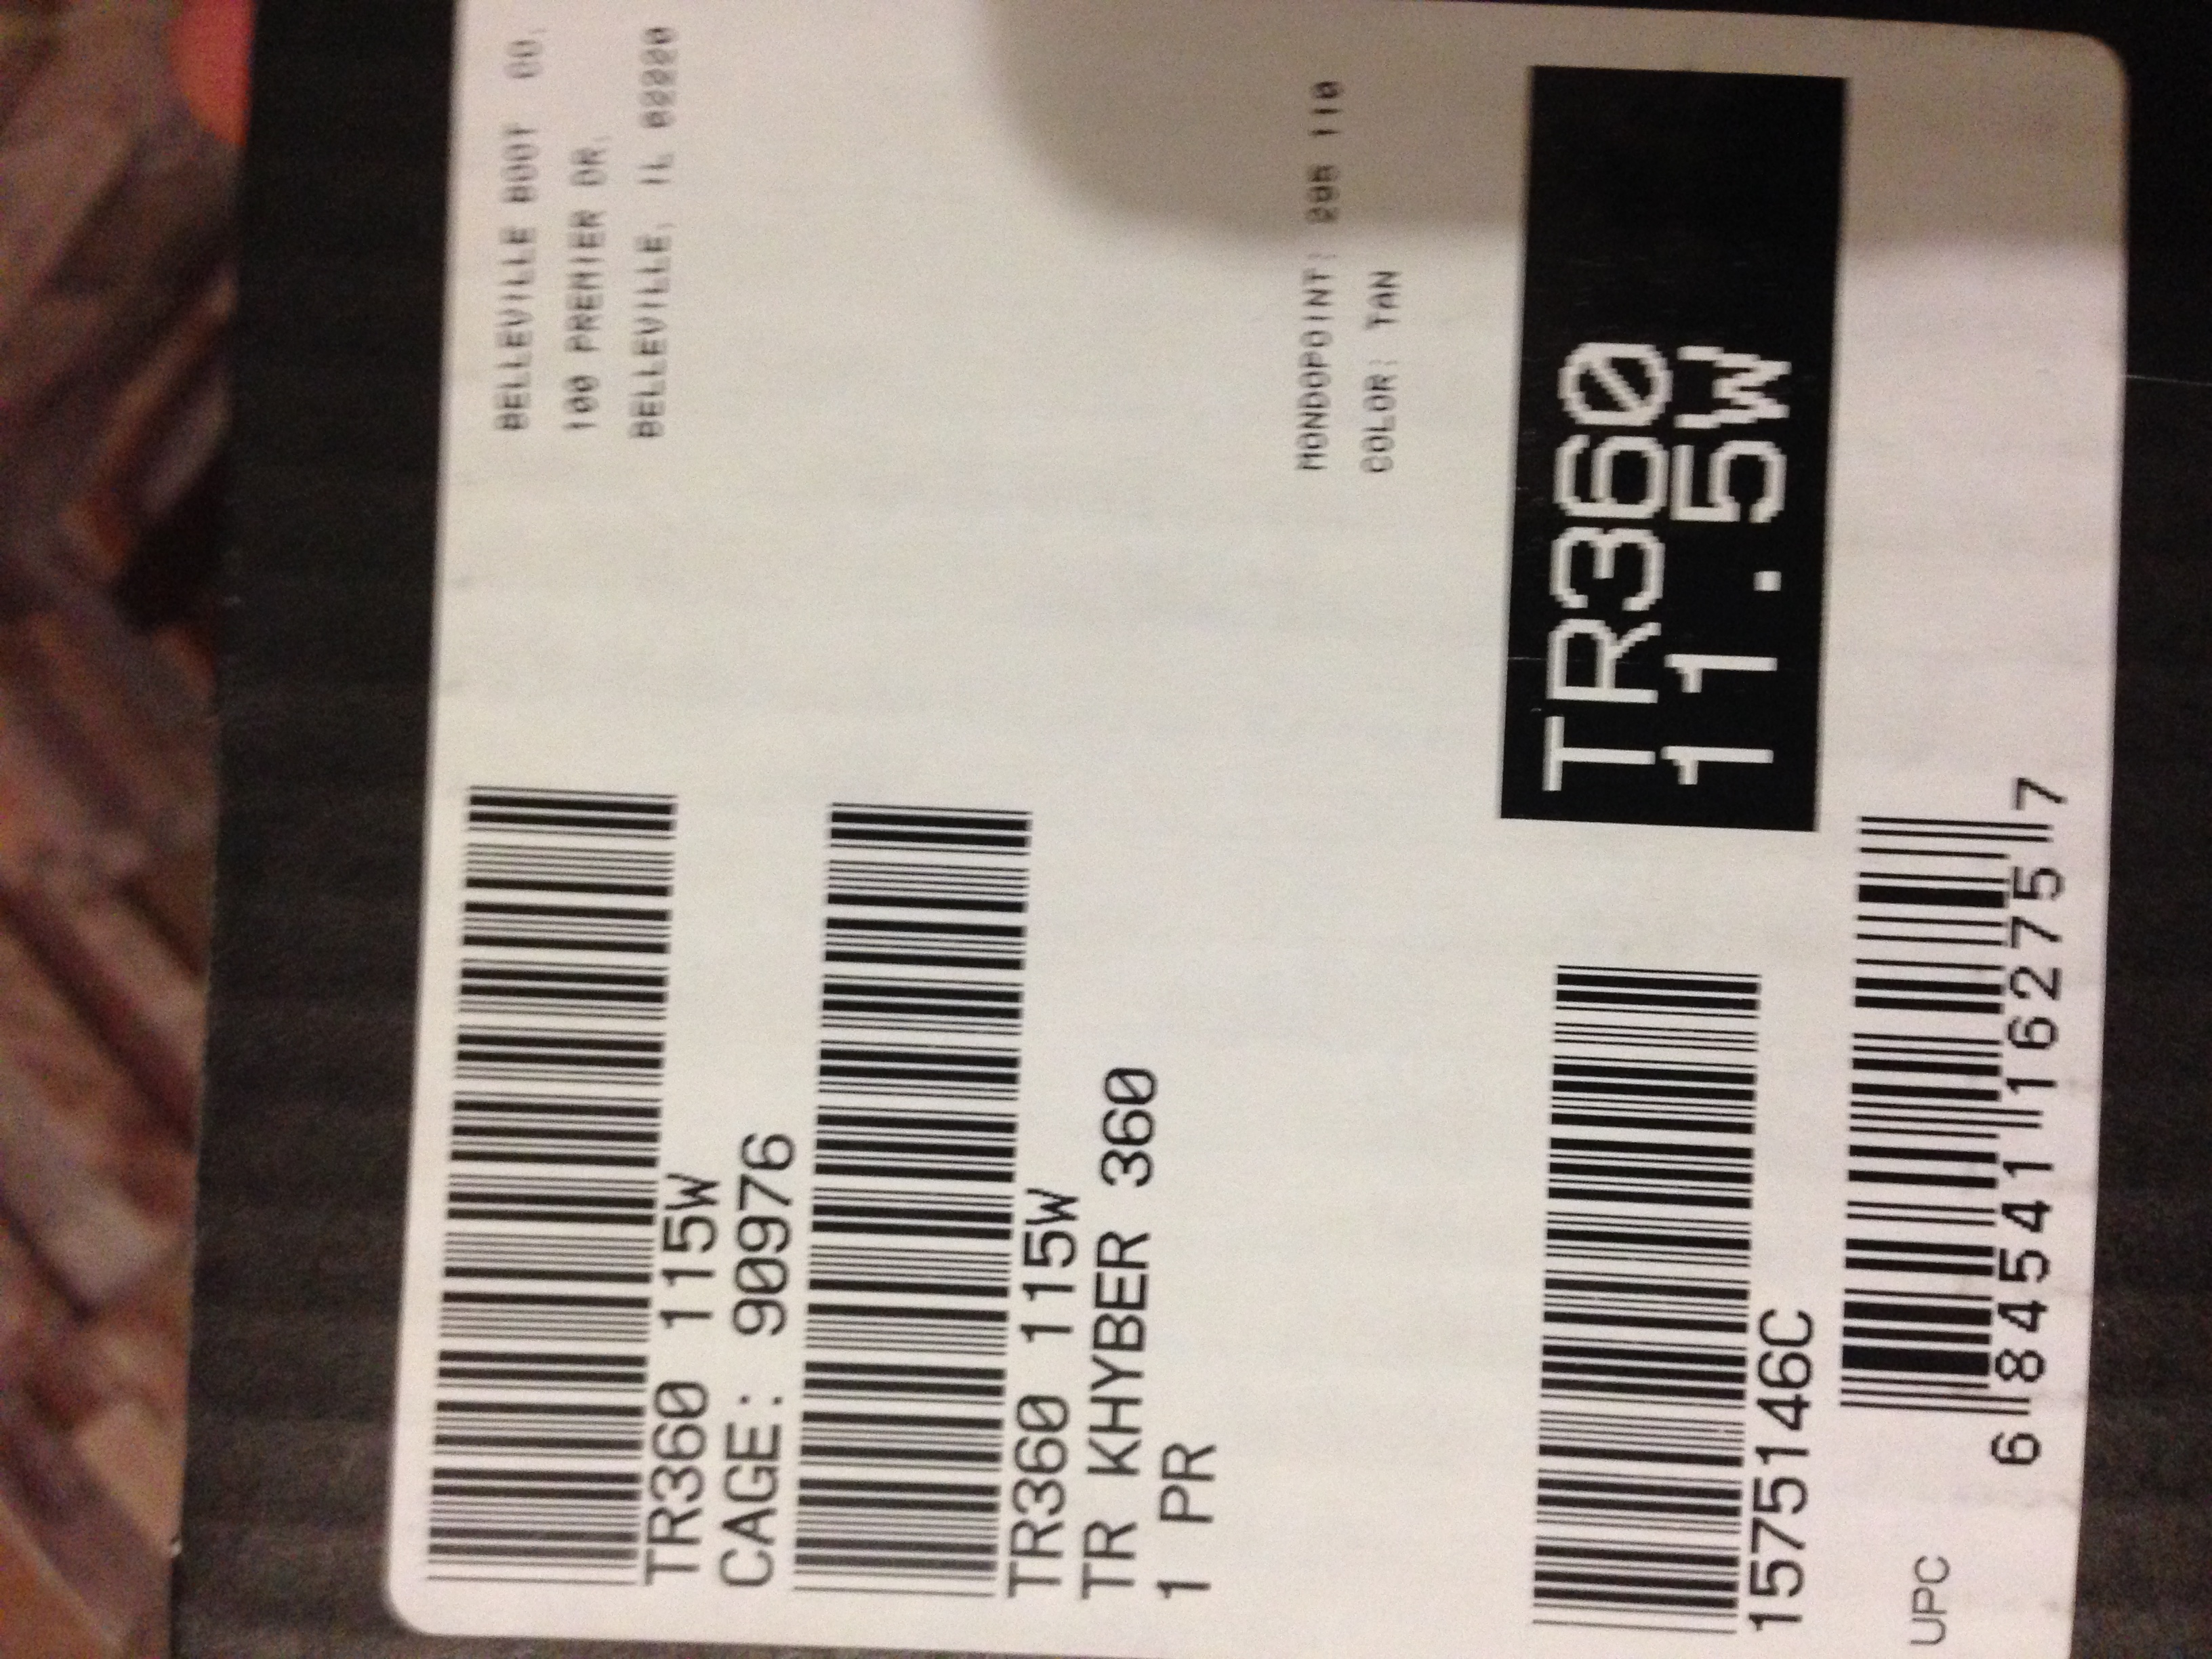 BELLEVILLE BOOT CO.
100 PREMIER DR.
BELLEVILLE, IL
TR360 115W
CAGE: 90976
TR360 115W
TR KHYBER 360
1 PR
MONDOPOINT:
COLOR: TAN
TR360
11.5W
1575146C
UPC
6 84541 16275 7